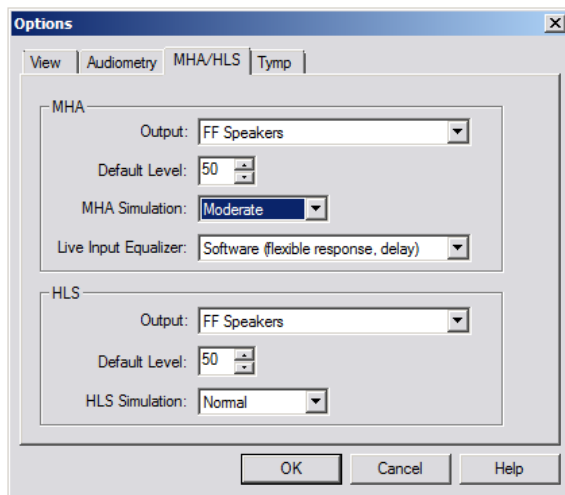 Options
View Audiometry MHA/HLS Tymp
MHA
Output: FF Speakers
Default Level: 50
MHA Simulation: Moderate
Live Input Equalizer: Software (flexible response, delay)
HLS
Output: FF Speakers
Default Level: 50
HLS Simulation: Normal
OK Cancel Help